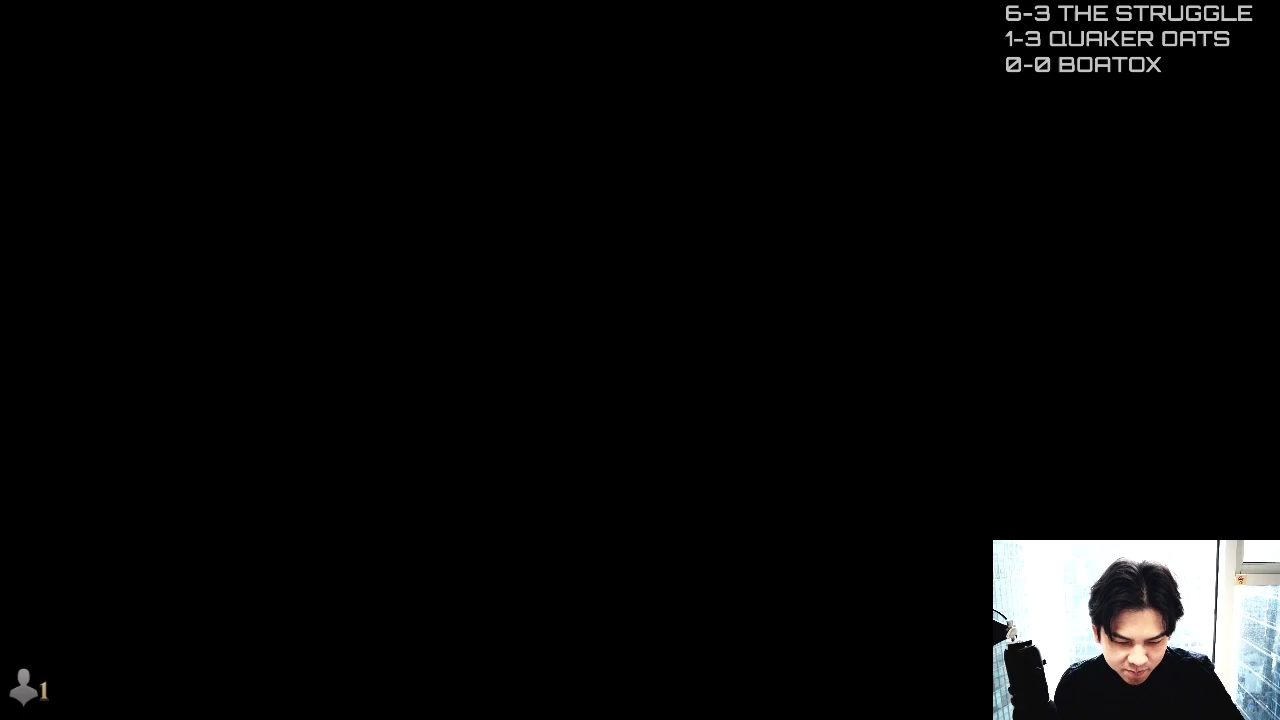 6-3 THE STRUGGLE
1-3 QUAKER OATS
0-0 BOATOX
1